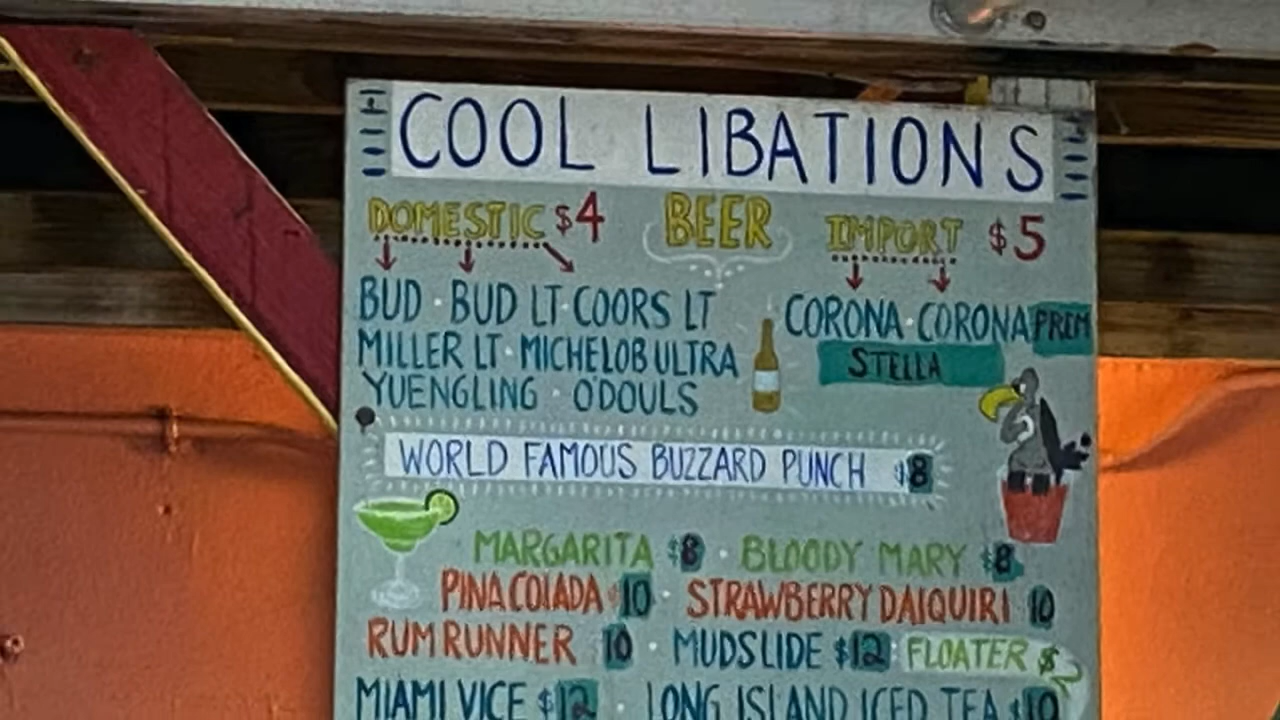 COOL LIBATIONS
DOMESTIC $4 BEER IMPORT $5
BUD · BUD LT · COORS LT CORONA · CORONA PREM
MILLER LT · MICHELOB ULTRA STELLA
YUENGLING · O'DOULS
WORLD FAMOUS BUZZARD PUNCH $8
MARGARITA $8 · BLOODY MARY $8
PINA COLADA $10 · STRAWBERRY DAIQUIRI 10
RUM RUNNER 10 · MUDSLIDE $12 FLOATER $2
MIAMI VICE $12 LONG ISLAND ICED TEA $10